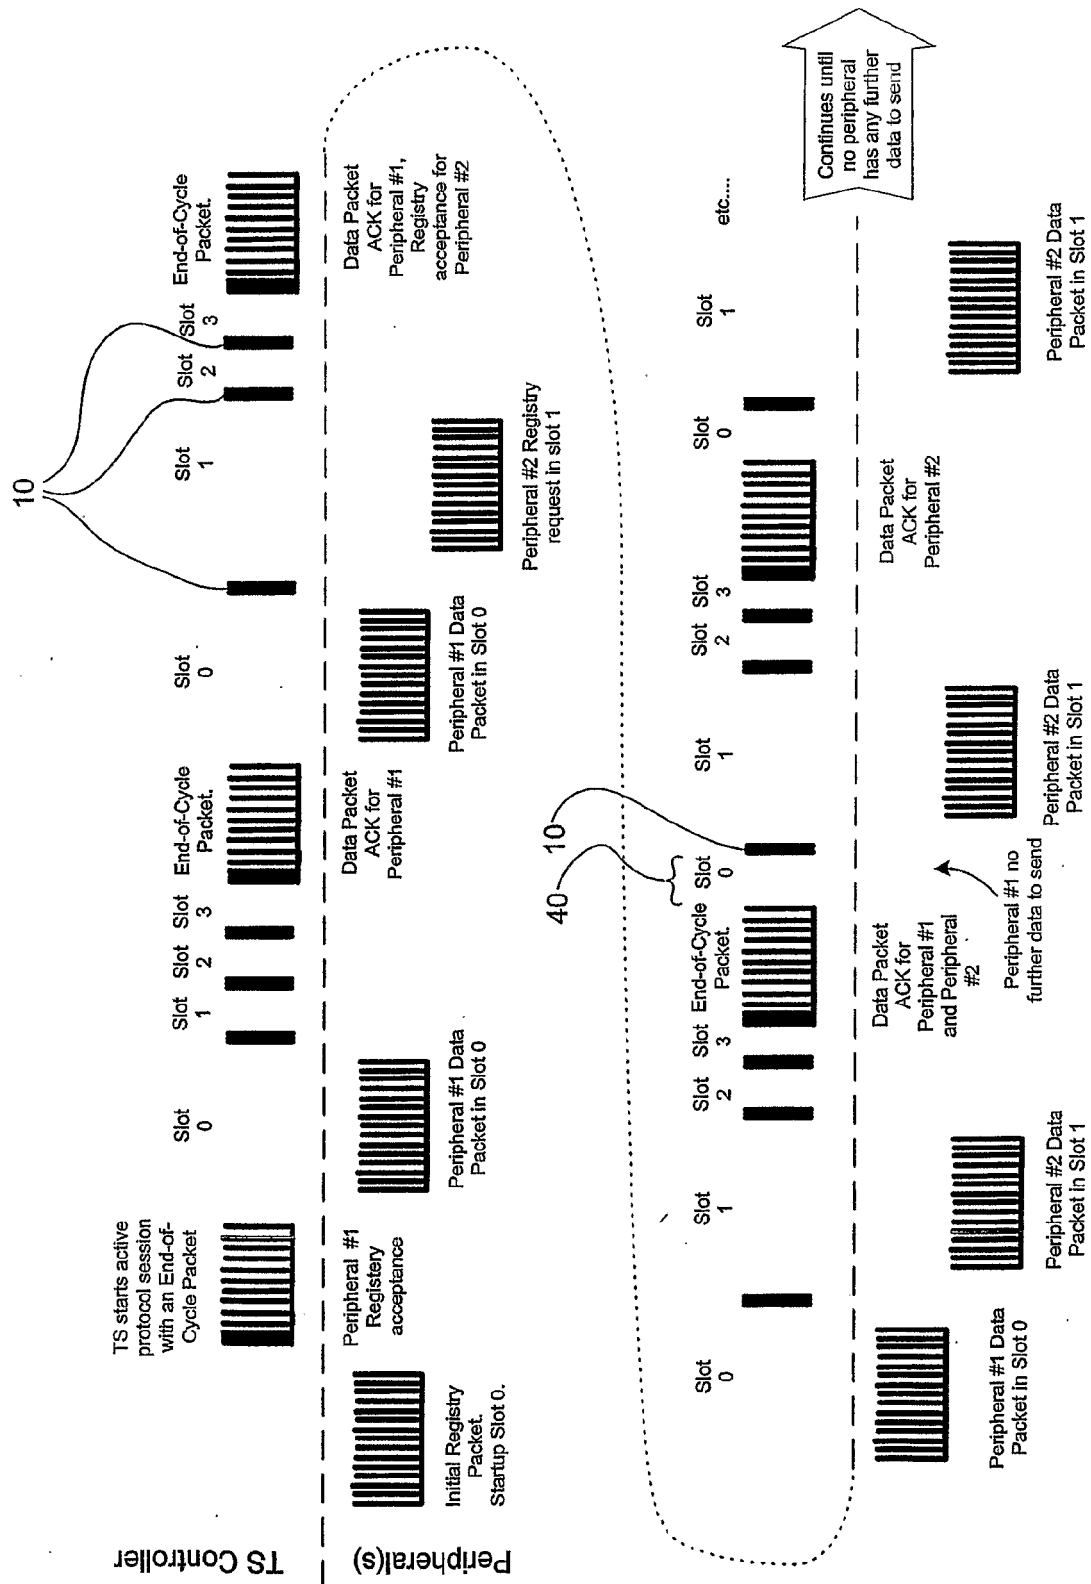 TS Controller
Peripheral(s)
10
TS starts active
protocol session
with an End-of-
Cycle Packet
Slot
0
Slot
1
Slot
2
Slot
3
End-of-Cycle
Packet.
Slot
0
Slot
1
Slot
2
Slot
3
End-of-Cycle
Packet.
Initial Registry
Packet.
Startup Slot 0.
Peripheral #1
Registery
acceptance
Peripheral #1 Data
Packet in Slot 0
Data Packet
ACK for
Peripheral #1
Peripheral #1 Data
Packet in Slot 0
Peripheral #2 Registry
request in slot 1
Data Packet
ACK for
Peripheral #1,
Registry
acceptance for
Peripheral #2
40
10
Slot
0
Slot
1
Slot
2
Slot
3
End-of-Cycle
Packet.
Slot
0
Slot
1
Slot
2
Slot
3
Slot
0
Slot
1
etc.....
Continues until
no peripheral
has any further
data to send
Peripheral #1 Data
Packet in Slot 0
Peripheral #2 Data
Packet in Slot 1
Data Packet
ACK for
Peripheral #1
and Peripheral
#2
Peripheral #1 no
further data to send
Peripheral #2 Data
Packet in Slot 1
Data Packet
ACK for
Peripheral #2
Peripheral #2 Data
Packet in Slot 1